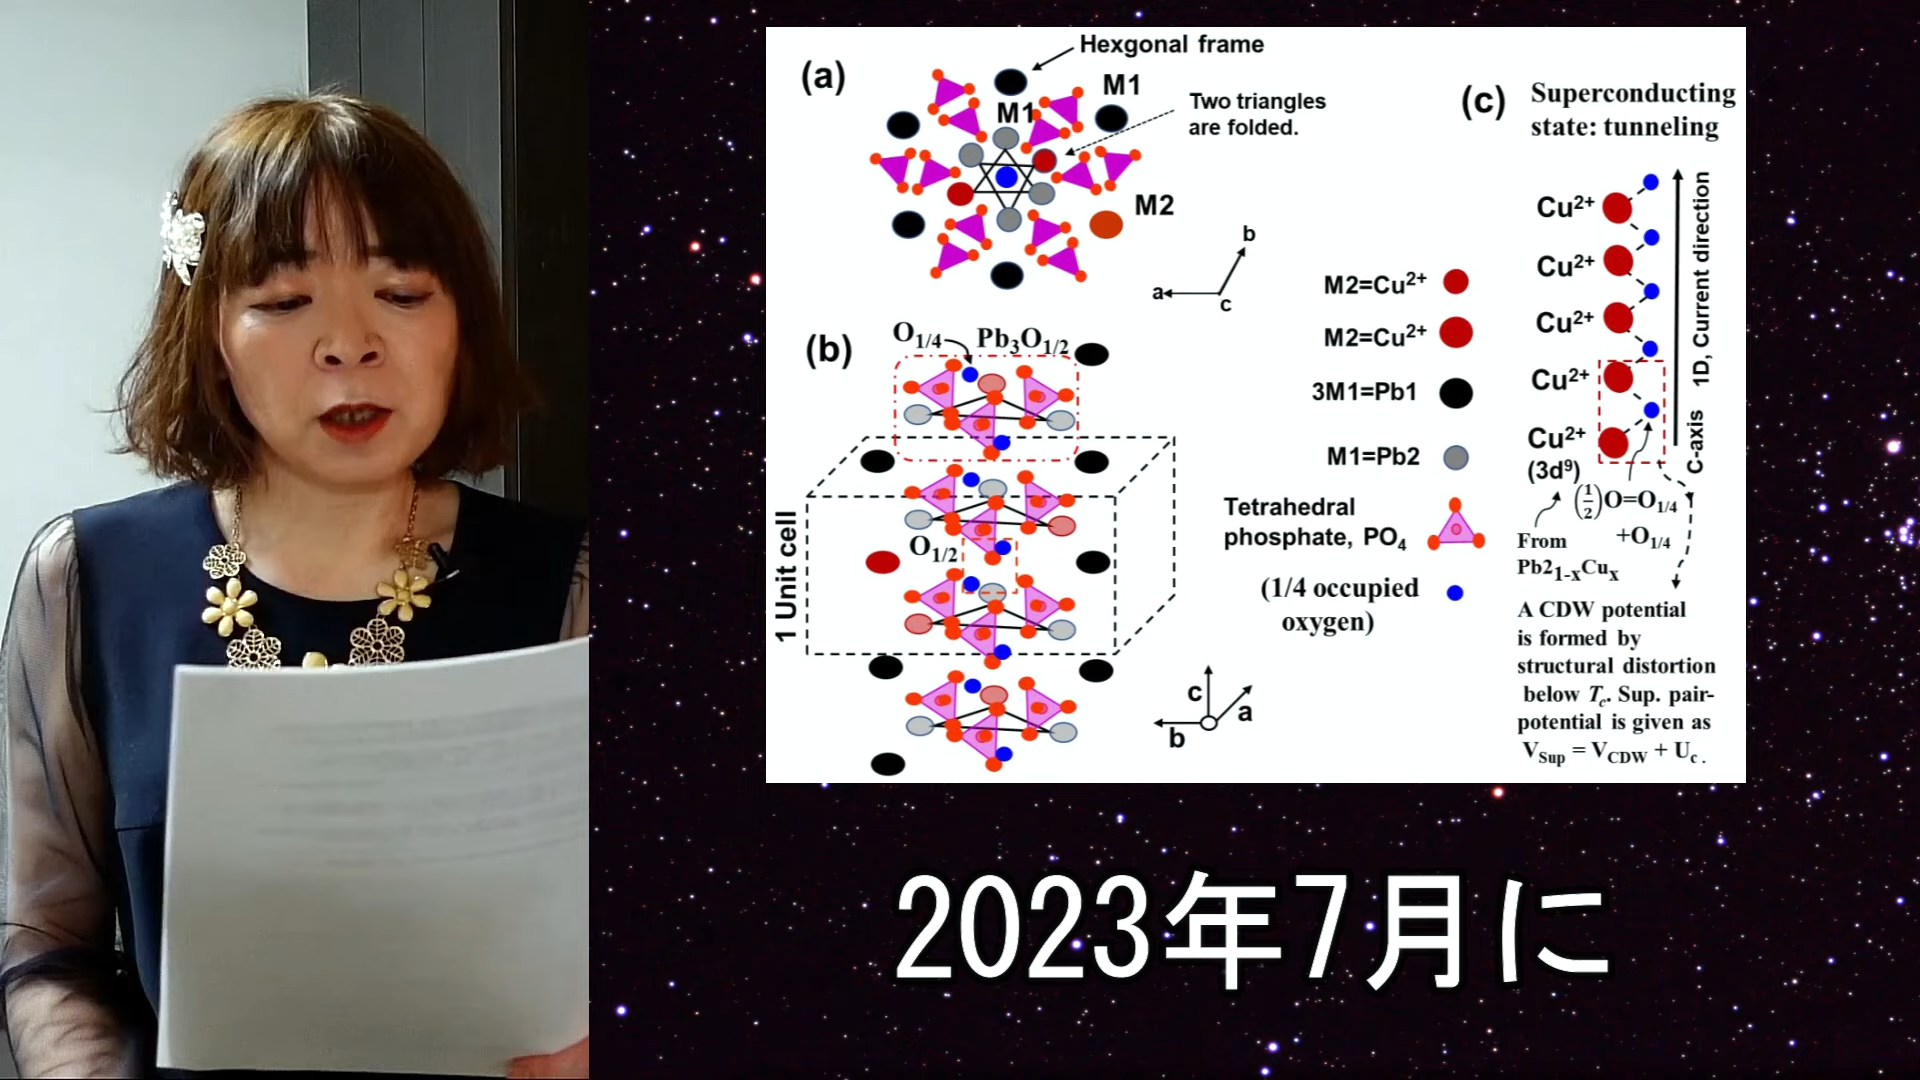 (a)
Hexgonal frame
M1
M1
Two triangles
are folded.
M2
b
a
c
(b)
O1/4
Pb3O1/2
O1/2
1 Unit cell
c
a
b
M2=Cu2+
M2=Cu2+
3M1=Pb1
M1=Pb2
Tetrahedral
phosphate, PO4
(1/4 occupied
oxygen)
(c)
Superconducting
state: tunneling
Cu2+
Cu2+
Cu2+
Cu2+
Cu2+
(3d9)
C-axis 1D, Current direction
(1/2)O=O1/4
+O1/4
From
Pb21-xCux
A CDW potential
is formed by
structural distortion
below Tc. Sup. pair-
potential is given as
VSup = VCDW + Uc .
2023年7月に